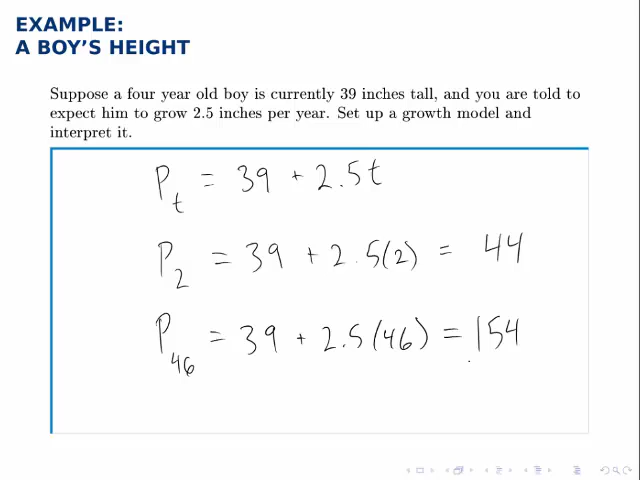 EXAMPLE:
A BOY'S HEIGHT
Suppose a four year old boy is currently 39 inches tall, and you are told to
expect him to grow 2.5 inches per year. Set up a growth model and
interpret it.
P_t = 39 + 2.5t
P_2 = 39 + 2.5(2) = 44
P_46 = 39 + 2.5(46) = 154